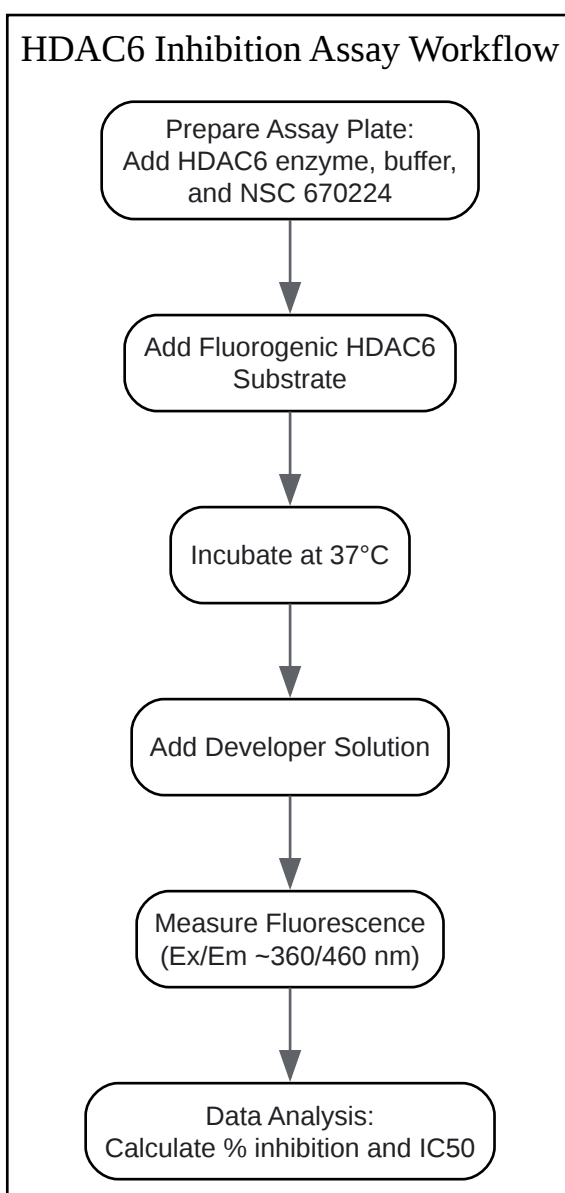 HDAC6 Inhibition Assay Workflow
Prepare Assay Plate:
Add HDAC6 enzyme, buffer,
and NSC 670224
Add Fluorogenic HDAC6
Substrate
Incubate at 37°C
Add Developer Solution
Measure Fluorescence
(Ex/Em ~360/460 nm)
Data Analysis:
Calculate % inhibition and IC50